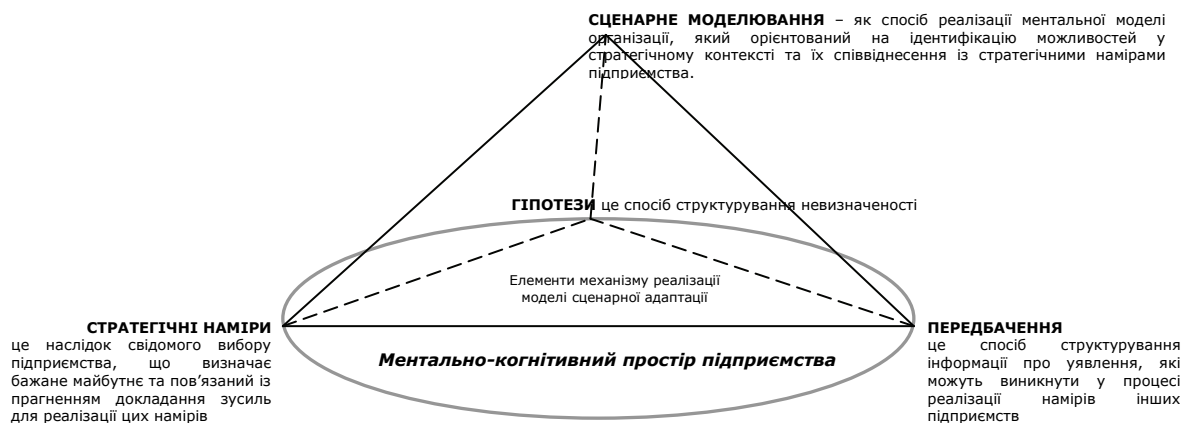 СЦЕНАРНЕ МОДЕЛЮВАННЯ – як спосіб реалізації ментальної моделі
організації, який орієнтований на ідентифікацію можливостей у
стратегічному контексті та їх співвіднесення із стратегічними намірами
підприємства.
ГІПОТЕЗИ це спосіб структурування невизначеності
Елементи механізму реалізації
моделі сценарної адаптації
СТРАТЕГІЧНІ НАМІРИ
це наслідок свідомого вибору
підприємства, що визначає
бажане майбутнє та пов’язаний із
прагненням докладання зусиль
для реалізації цих намірів
Ментально-когнітивний простір підприємства
ПЕРЕДБАЧЕННЯ
це спосіб структурування
інформації про уявлення, які
можуть виникнути у процесі
реалізації намірів інших
підприємств